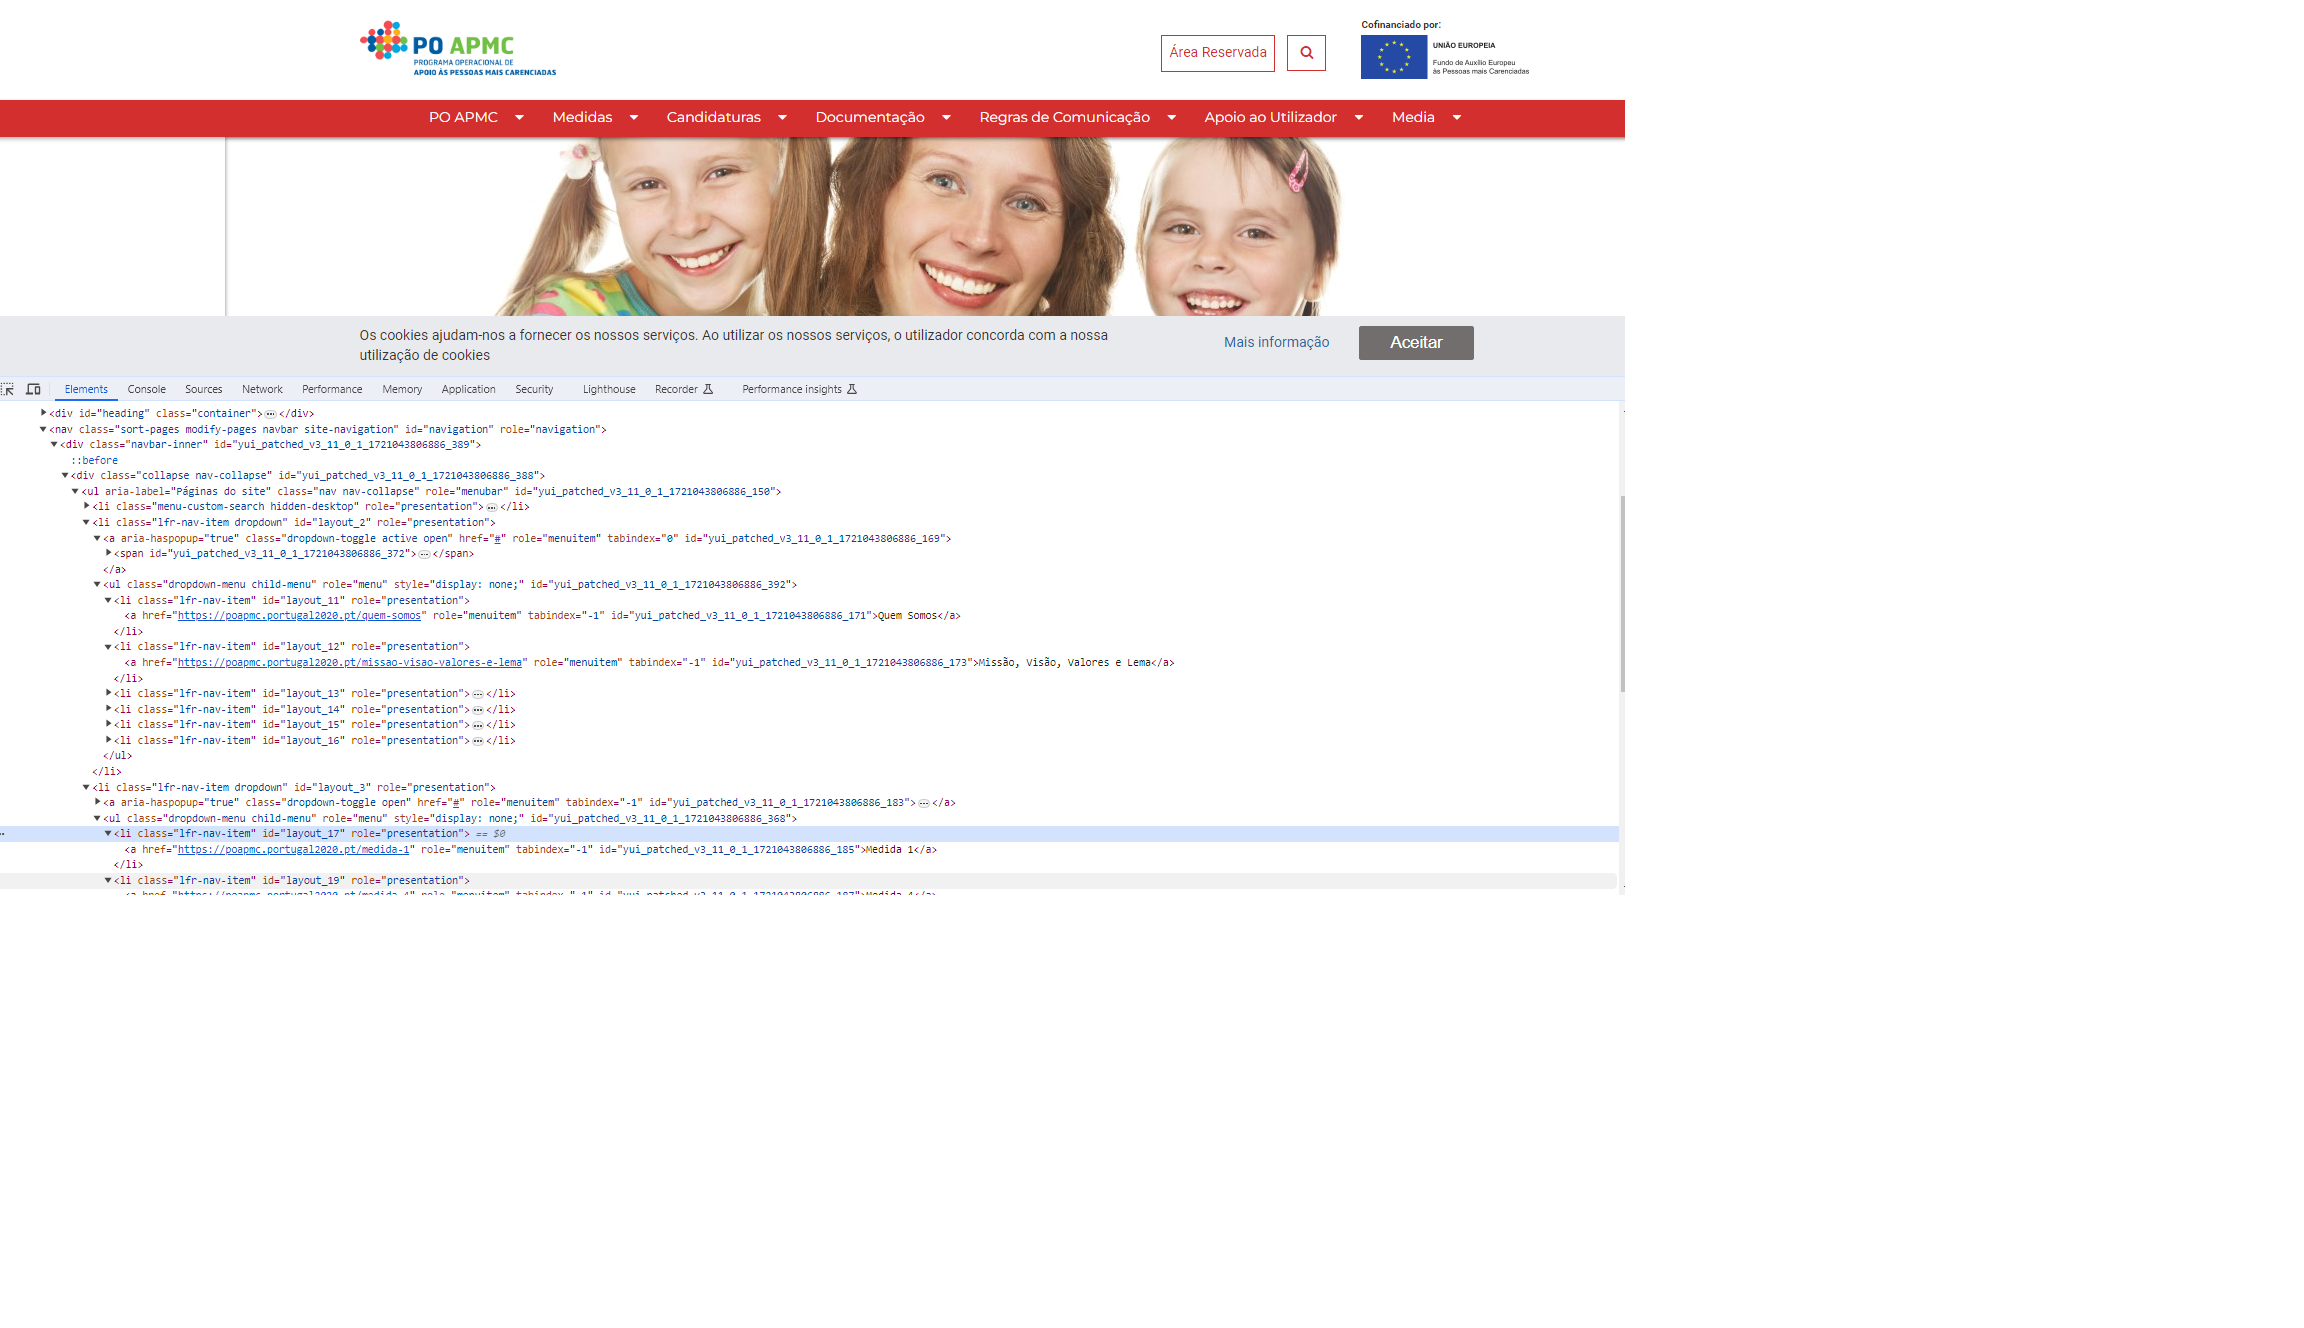 PO APMC
PROGRAMA OPERACIONAL DE
APOIO ÀS PESSOAS MAIS CARENCIADAS
Área Reservada
Cofinanciado por:
UNIÃO EUROPEIA
Fundo de Auxílio Europeu
às Pessoas mais Carenciadas
PO APMC Medidas Candidaturas Documentação Regras de Comunicação Apoio ao Utilizador Media
Os cookies ajudam-nos a fornecer os nossos serviços. Ao utilizar os nossos serviços, o utilizador concorda com a nossa
utilização de cookies
Mais informação
Aceitar
Elements Console Sources Network Performance Memory Application Security Lighthouse Recorder Performance insights
<div id="heading" class="container">…</div>
<nav class="sort-pages modify-pages navbar site-navigation" id="navigation" role="navigation">
<div class="navbar-inner" id="yui_patched_v3_11_0_1_1721043806886_389">
::before
<div class="collapse nav-collapse" id="yui_patched_v3_11_0_1_1721043806886_388">
<ul aria-label="Páginas do site" class="nav nav-collapse" role="menubar" id="yui_patched_v3_11_0_1_1721043806886_150">
<li class="menu-custom-search hidden-desktop" role="presentation">…</li>
<li class="lfr-nav-item dropdown" id="layout_2" role="presentation">
<a aria-haspopup="true" class="dropdown-toggle active open" href="#" role="menuitem" tabindex="0" id="yui_patched_v3_11_0_1_1721043806886_169">
<span id="yui_patched_v3_11_0_1_1721043806886_372">…</span>
</a>
<ul class="dropdown-menu child-menu" role="menu" style="display: none;" id="yui_patched_v3_11_0_1_1721043806886_392">
<li class="lfr-nav-item" id="layout_11" role="presentation">
<a href="https://poapmc.portugal2020.pt/quem-somos" role="menuitem" tabindex="-1" id="yui_patched_v3_11_0_1_1721043806886_171">Quem Somos</a>
</li>
<li class="lfr-nav-item" id="layout_12" role="presentation">
<a href="https://poapmc.portugal2020.pt/missao-visao-valores-e-lema" role="menuitem" tabindex="-1" id="yui_patched_v3_11_0_1_1721043806886_173">Missão, Visão, Valores e Lema</a>
</li>
<li class="lfr-nav-item" id="layout_13" role="presentation">…</li>
<li class="lfr-nav-item" id="layout_14" role="presentation">…</li>
<li class="lfr-nav-item" id="layout_15" role="presentation">…</li>
<li class="lfr-nav-item" id="layout_16" role="presentation">…</li>
</ul>
</li>
<li class="lfr-nav-item dropdown" id="layout_3" role="presentation">
<a aria-haspopup="true" class="dropdown-toggle open" href="#" role="menuitem" tabindex="-1" id="yui_patched_v3_11_0_1_1721043806886_183">…</a>
<ul class="dropdown-menu child-menu" role="menu" style="display: none;" id="yui_patched_v3_11_0_1_1721043806886_368">
<li class="lfr-nav-item" id="layout_17" role="presentation"> == $0
<a href="https://poapmc.portugal2020.pt/medida-1" role="menuitem" tabindex="-1" id="yui_patched_v3_11_0_1_1721043806886_185">Medida 1</a>
</li>
<li class="lfr-nav-item" id="layout_19" role="presentation">